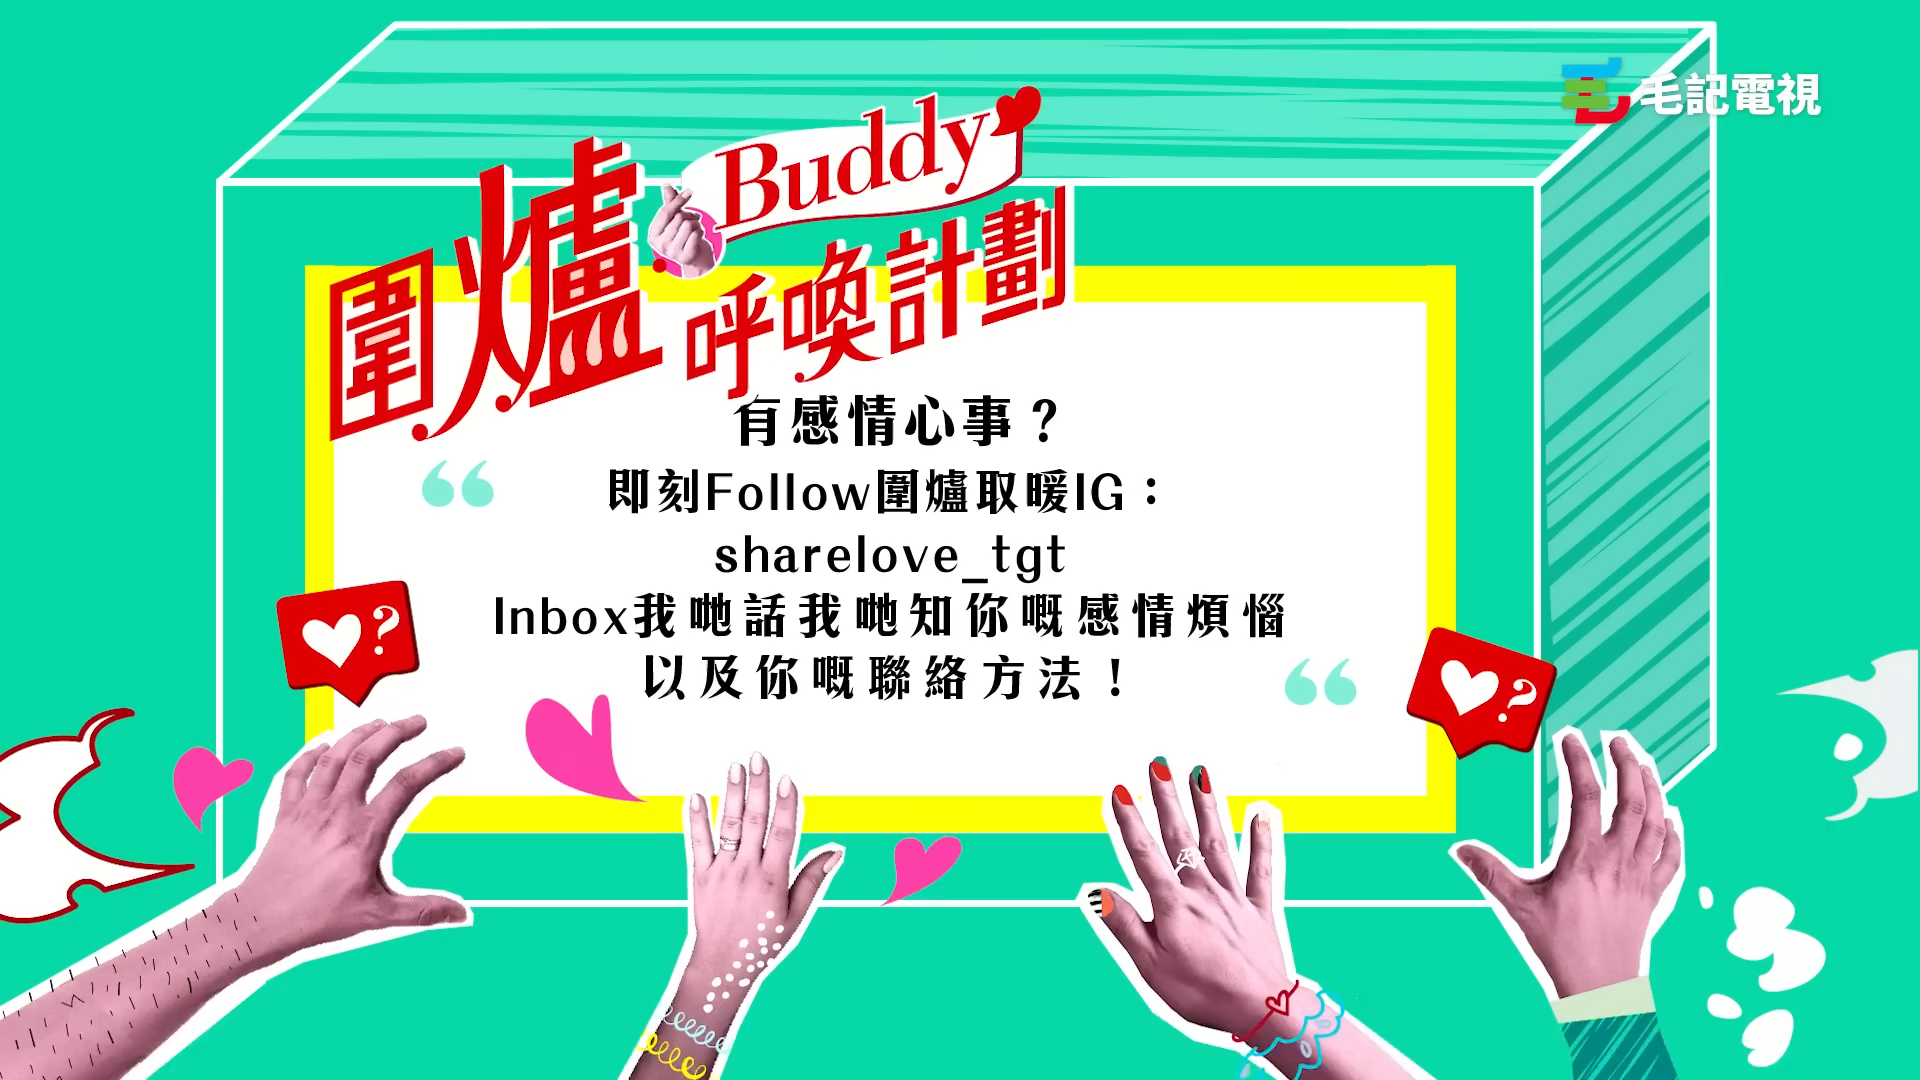 毛記電視
Buddy
圍爐呼喚計劃
有感情心事？
即刻Follow圍爐取暖IG：
sharelove_tgt
Inbox我哋話我哋知你嘅感情煩惱
以及你嘅聯絡方法！
?
?